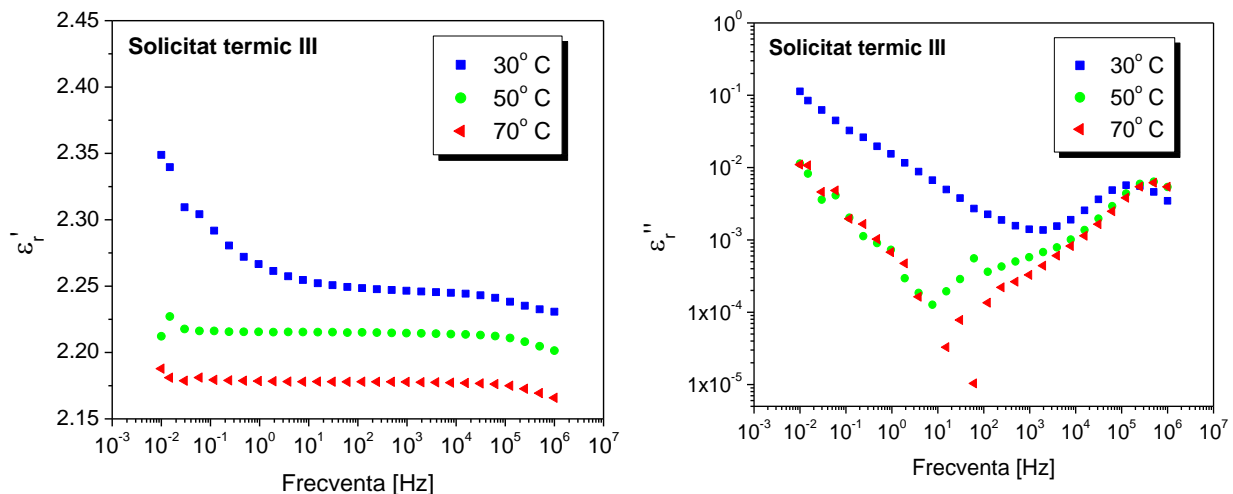 Solicitat termic III
30° C
50° C
70° C
εr'
2.45
2.40
2.35
2.30
2.25
2.20
2.15
10⁻³ 10⁻² 10⁻¹ 10⁰ 10¹ 10² 10³ 10⁴ 10⁵ 10⁶ 10⁷
Frecventa [Hz]
Solicitat termic III
30° C
50° C
70° C
εr''
10⁰
10⁻¹
10⁻²
10⁻³
1x10⁻⁴
1x10⁻⁵
10⁻³ 10⁻² 10⁻¹ 10⁰ 10¹ 10² 10³ 10⁴ 10⁵ 10⁶ 10⁷
Frecventa [Hz]